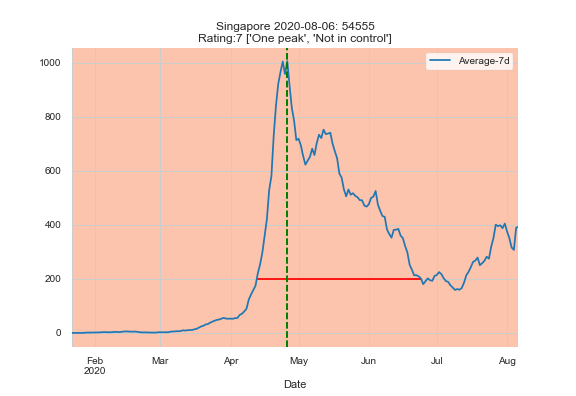 Singapore 2020-08-06: 54555
Rating:7 ['One peak', 'Not in control']
Average-7d
1000
800
600
400
200
0
Feb
2020
Mar
Apr
May
Jun
Jul
Aug
Date